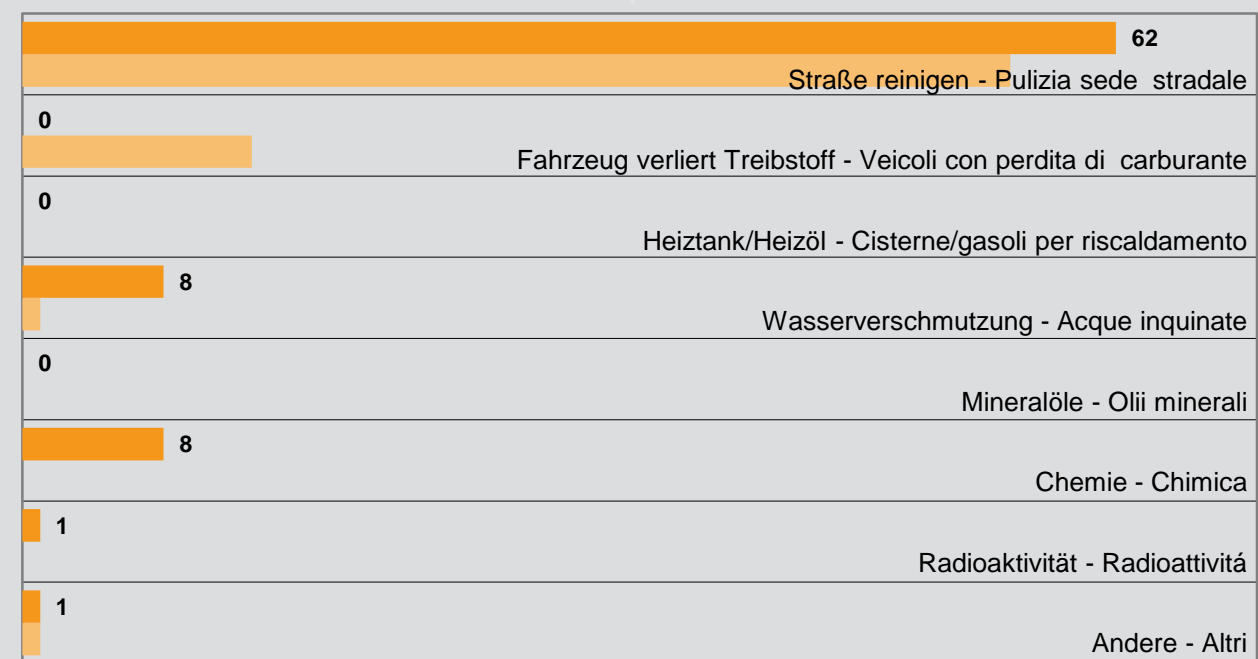 62
Straße reinigen - Pulizia sede stradale
0
Fahrzeug verliert Treibstoff - Veicoli con perdita di carburante
0
Heiztank/Heizöl - Cisterne/gasoli per riscaldamento
8
Wasserverschmutzung - Acque inquinate
0
Mineralöle - Olii minerali
8
Chemie - Chimica
1
Radioaktivität - Radioattivitá
1
Andere - Altri